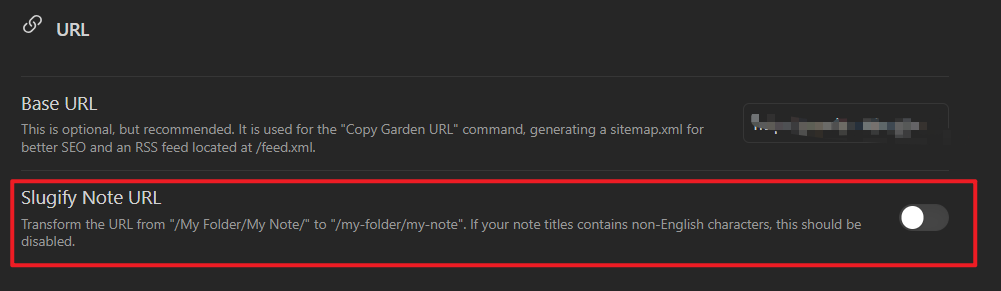 URL
Base URL
This is optional, but recommended. It is used for the "Copy Garden URL" command, generating a sitemap.xml for
better SEO and an RSS feed located at /feed.xml.
Slugify Note URL
Transform the URL from "/My Folder/My Note/" to "/my-folder/my-note". If your note titles contains non-English characters, this should be
disabled.